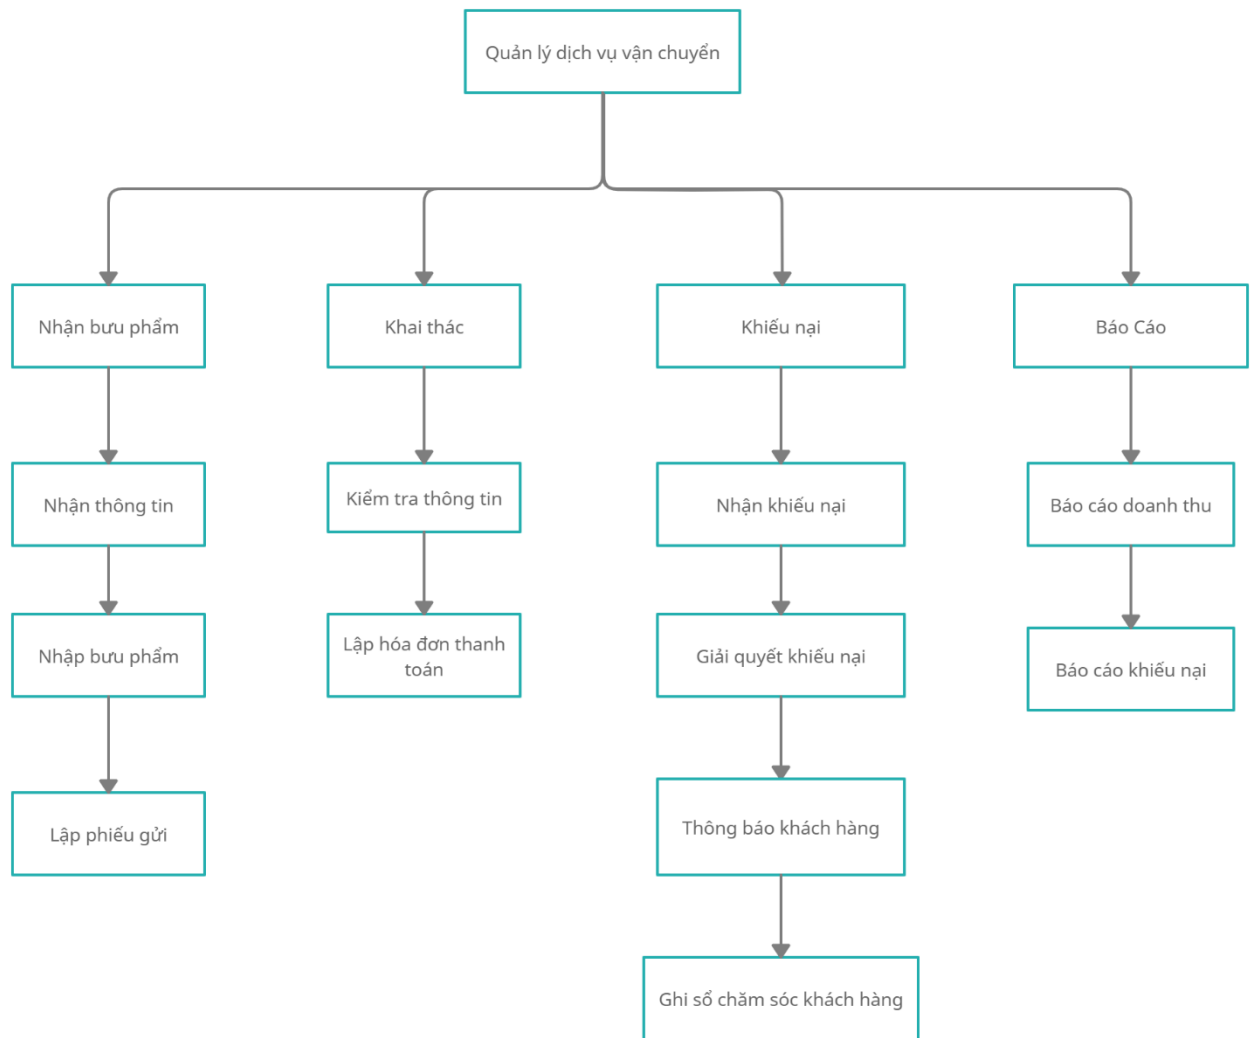 Quản lý dịch vụ vận chuyển
Nhận bưu phẩm
Khai thác
Khiếu nại
Báo Cáo
Nhận thông tin
Kiểm tra thông tin
Nhận khiếu nại
Báo cáo doanh thu
Nhập bưu phẩm
Lập hóa đơn thanh
toán
Giải quyết khiếu nại
Báo cáo khiếu nại
Lập phiếu gửi
Thông báo khách hàng
Ghi sổ chăm sóc khách hàng